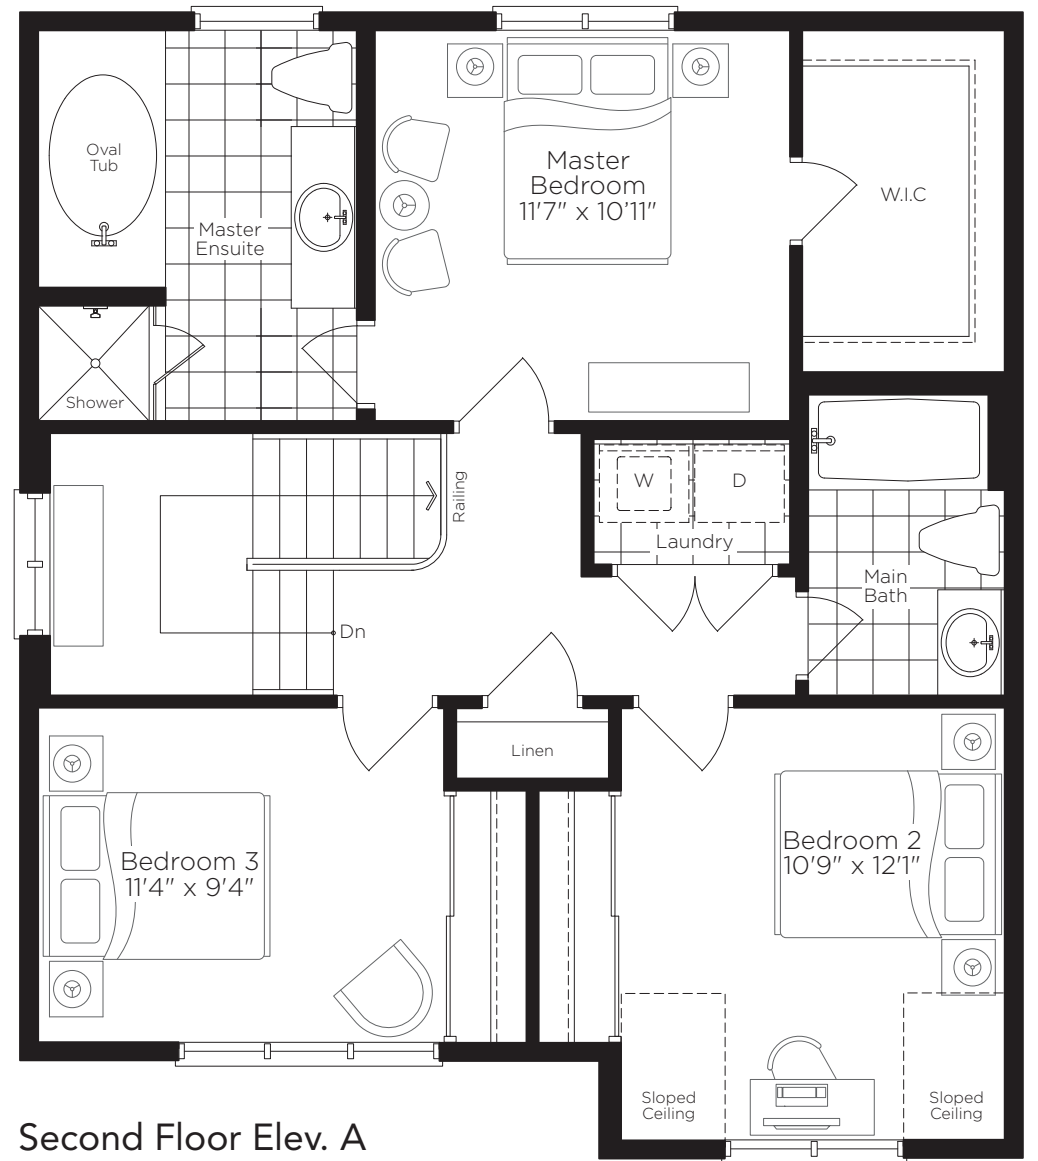 Oval
Tub
Master
Ensuite
Master
Bedroom
11'7" x 10'11"
W.I.C
Shower
Railing
W
D
Laundry
Main
Bath
Dn
Linen
Bedroom 3
11'4" x 9'4"
Bedroom 2
10'9" x 12'1"
Sloped
Ceiling
Sloped
Ceiling
Second Floor Elev. A